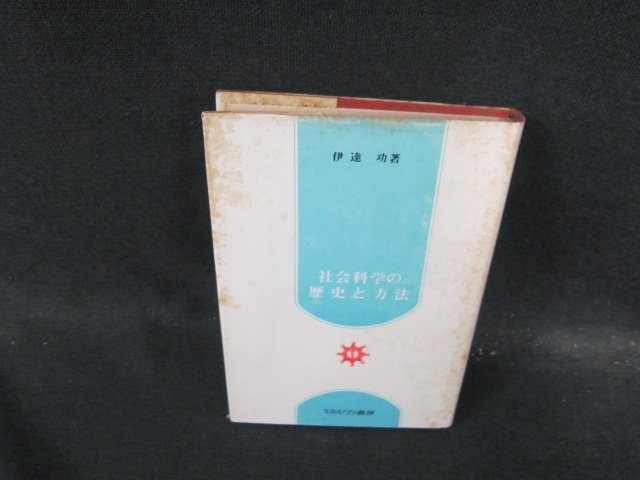 伊達 功著
社会科学の
歴史と方法
ミネルヴァ書房